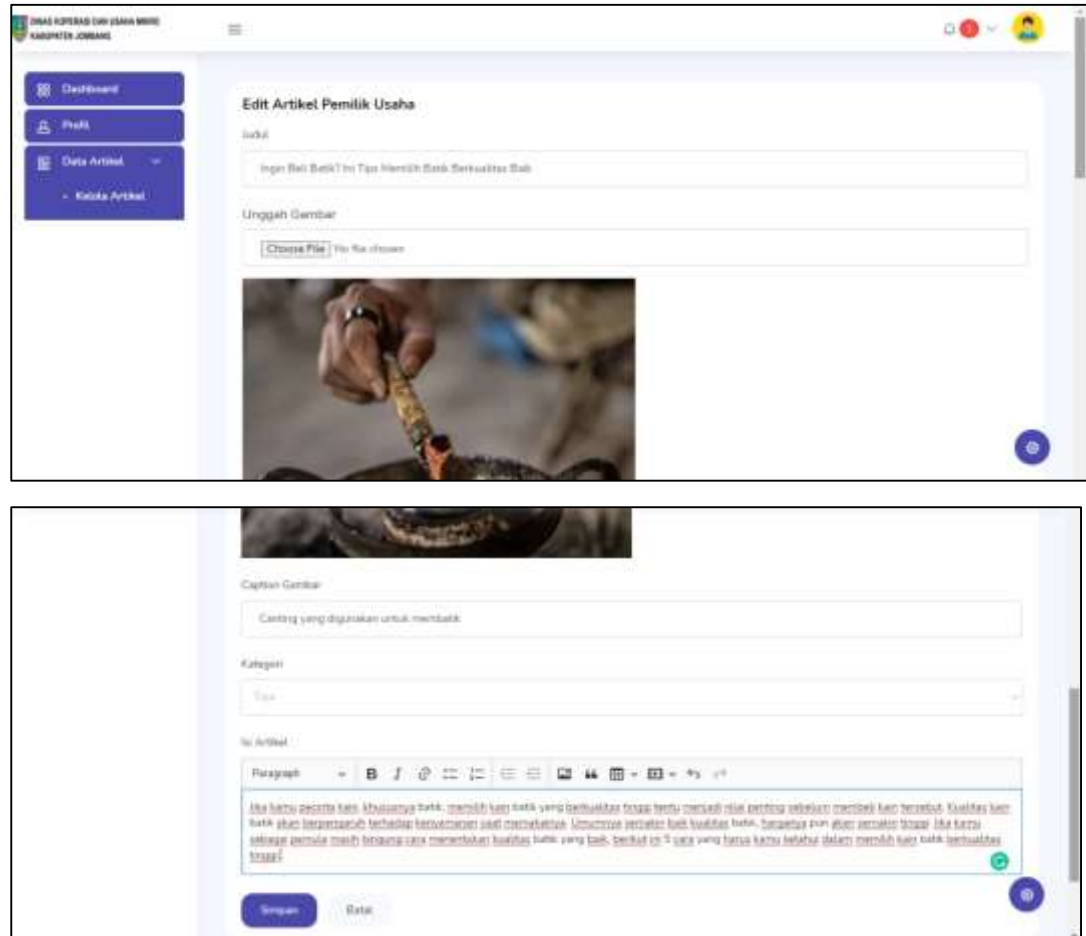 DINAS KOPERASI DAN USAHA MIKRO
KABUPATEN JOMBANG
Dashboard
Profil
Data Artikel
Kelola Artikel
Edit Artikel Pemilik Usaha
Judul
Ingin Beli Batik? Ini Tips Memilih Batik Berkualitas Baik
Unggah Gambar
Choose File No file chosen
Caption Gambar
Canting yang digunakan untuk membatik
Kategori
Tips
Isi Artikel
Paragraph
Jika kamu pecinta kain, khususnya batik, memilih kain batik yang berkualitas tinggi tentu menjadi nilai penting sebelum membeli kain tersebut. Kualitas kain
batik akan berpengaruh terhadap kenyamanan saat memakainya. Umumnya semakin baik kualitas batik, harganya pun akan semakin tinggi. Jika kamu
sebagai pemula masih bingung cara menentukan kualitas batik yang baik, berikut ini 5 cara yang harus kamu ketahui dalam memilih kain batik berkualitas
tinggi!
Simpan Batal